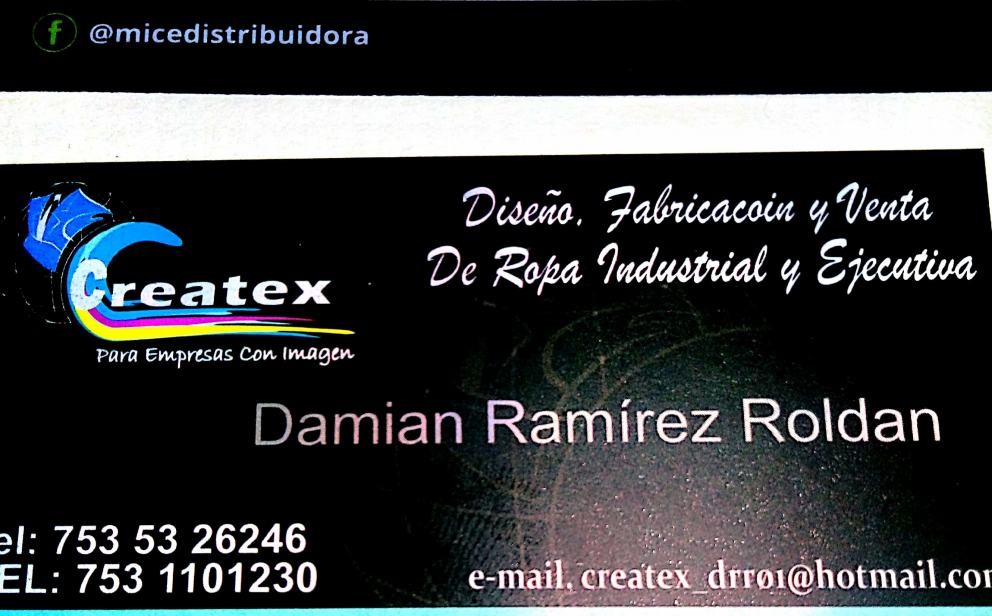 @micedistribuidora
Diseño, Fabricacoin y Venta
De Ropa Industrial y Ejecutiva
Createx
Para Empresas Con Imagen
Damian Ramírez Roldan
el: 753 53 26246
EL: 753 1101230
e-mail. createx_drr01@hotmail.com